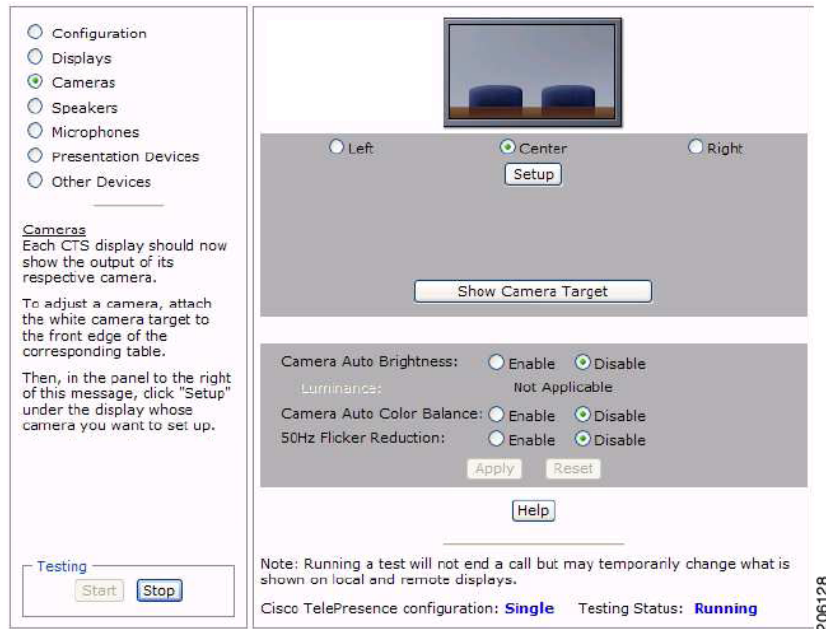 Configuration
Displays
Cameras
Speakers
Microphones
Presentation Devices
Other Devices
Cameras
Each CTS display should now
show the output of its
respective camera.
To adjust a camera, attach
the white camera target to
the front edge of the
corresponding table.
Then, in the panel to the right
of this message, click "Setup"
under the display whose
camera you want to set up.
Testing
Start Stop
Left Center Right
Setup
Show Camera Target
Camera Auto Brightness: Enable Disable
Luminance: Not Applicable
Camera Auto Color Balance: Enable Disable
50Hz Flicker Reduction: Enable Disable
Apply Reset
Help
Note: Running a test will not end a call but may temporarily change what is
shown on local and remote displays.
Cisco TelePresence configuration: Single Testing Status: Running
206128